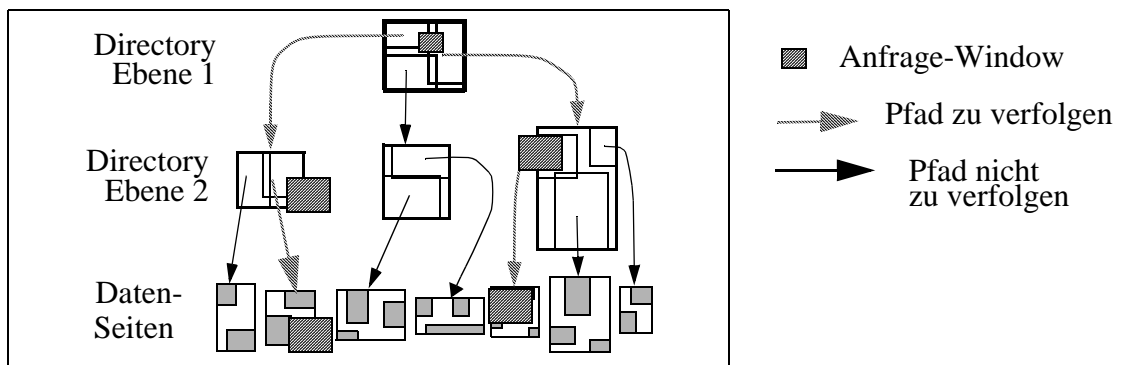 Directory
Ebene 1
Directory
Ebene 2
Daten-
Seiten
Anfrage-Window
Pfad zu verfolgen
Pfad nicht
zu verfolgen